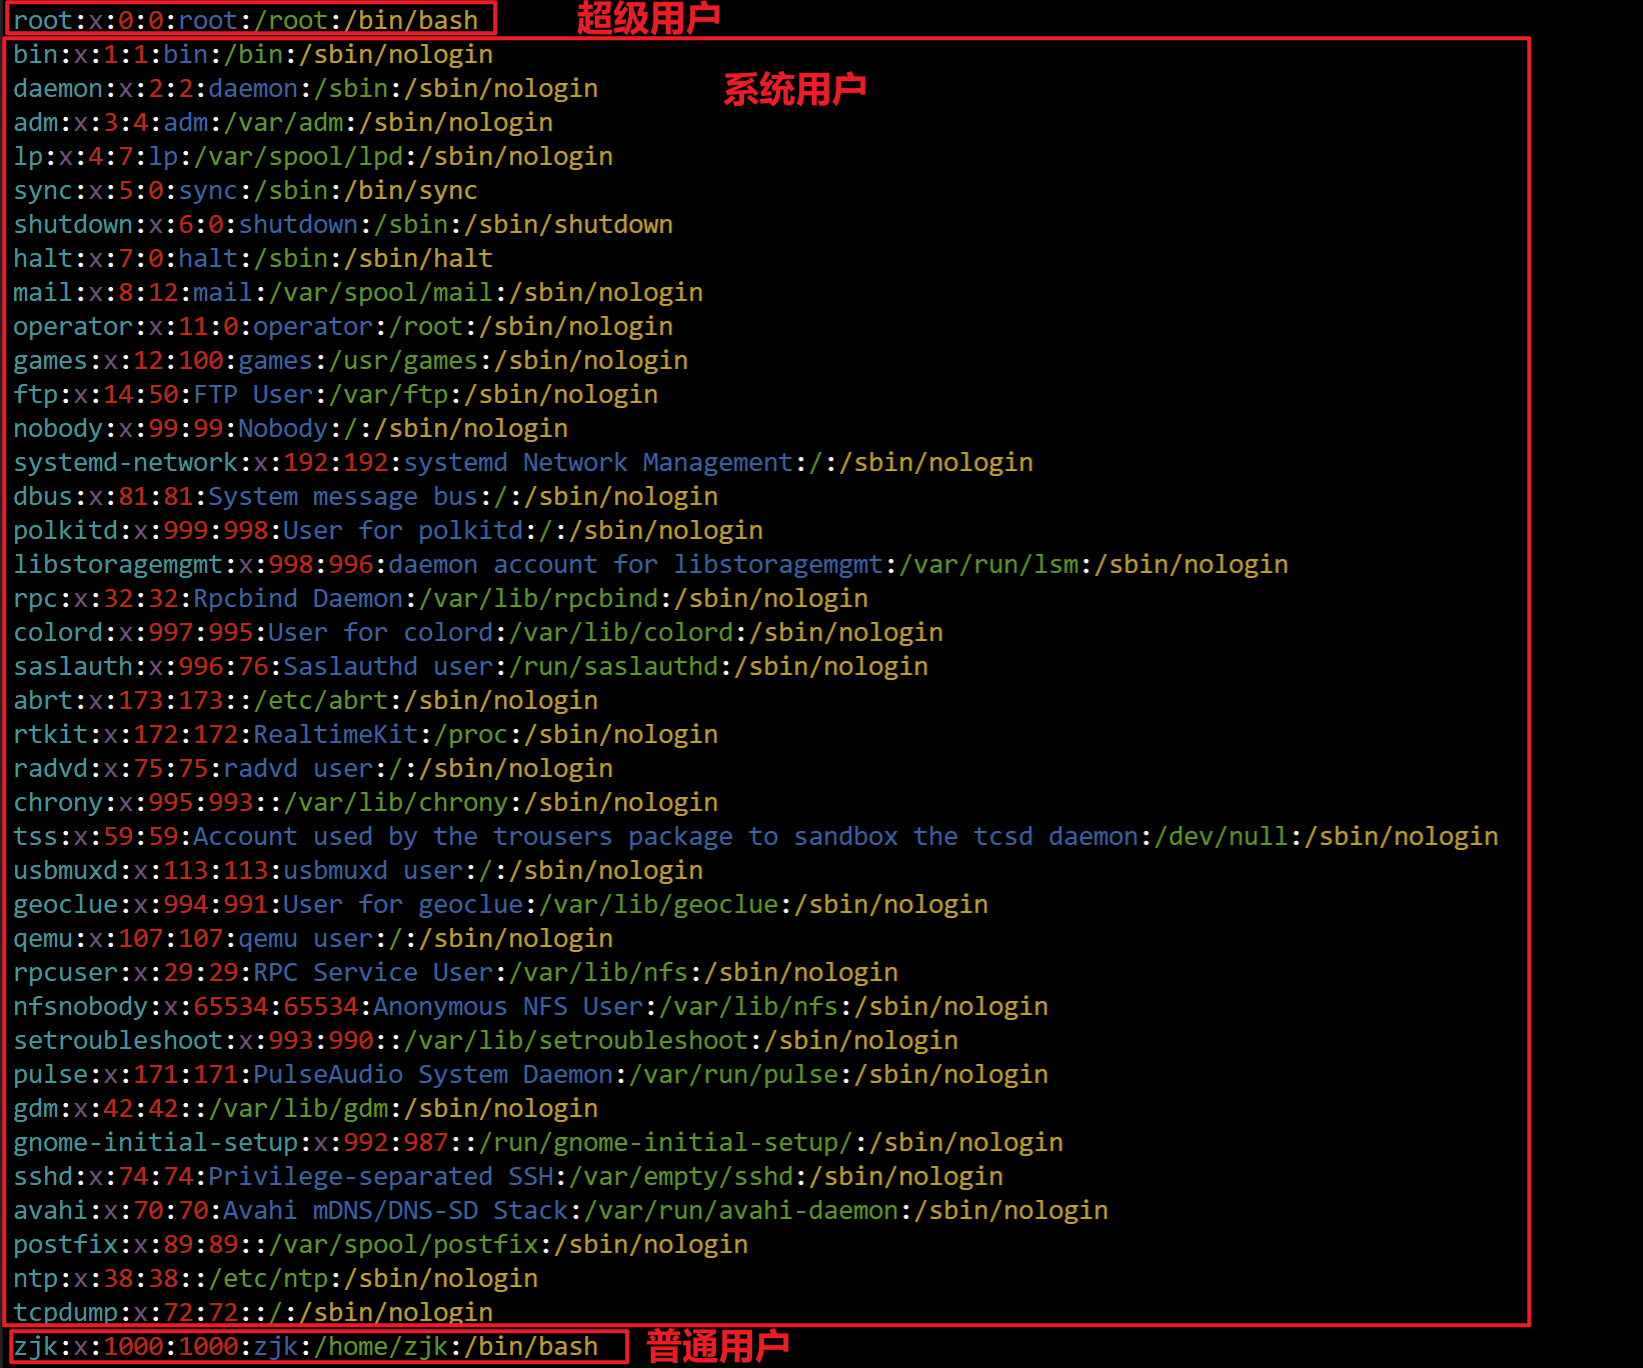 root:x:0:0:root:/root:/bin/bash 超级用户
bin:x:1:1:bin:/bin:/sbin/nologin
daemon:x:2:2:daemon:/sbin:/sbin/nologin 系统用户
adm:x:3:4:adm:/var/adm:/sbin/nologin
lp:x:4:7:lp:/var/spool/lpd:/sbin/nologin
sync:x:5:0:sync:/sbin:/bin/sync
shutdown:x:6:0:shutdown:/sbin:/sbin/shutdown
halt:x:7:0:halt:/sbin:/sbin/halt
mail:x:8:12:mail:/var/spool/mail:/sbin/nologin
operator:x:11:0:operator:/root:/sbin/nologin
games:x:12:100:games:/usr/games:/sbin/nologin
ftp:x:14:50:FTP User:/var/ftp:/sbin/nologin
nobody:x:99:99:Nobody:/:/sbin/nologin
systemd-network:x:192:192:systemd Network Management:/:/sbin/nologin
dbus:x:81:81:System message bus:/:/sbin/nologin
polkitd:x:999:998:User for polkitd:/:/sbin/nologin
libstoragemgmt:x:998:996:daemon account for libstoragemgmt:/var/run/lsm:/sbin/nologin
rpc:x:32:32:Rpcbind Daemon:/var/lib/rpcbind:/sbin/nologin
colord:x:997:995:User for colord:/var/lib/colord:/sbin/nologin
saslauth:x:996:76:Saslauthd user:/run/saslauthd:/sbin/nologin
abrt:x:173:173::/etc/abrt:/sbin/nologin
rtkit:x:172:172:RealtimeKit:/proc:/sbin/nologin
radvd:x:75:75:radvd user:/:/sbin/nologin
chrony:x:995:993::/var/lib/chrony:/sbin/nologin
tss:x:59:59:Account used by the trousers package to sandbox the tcsd daemon:/dev/null:/sbin/nologin
usbmuxd:x:113:113:usbmuxd user:/:/sbin/nologin
geoclue:x:994:991:User for geoclue:/var/lib/geoclue:/sbin/nologin
qemu:x:107:107:qemu user:/:/sbin/nologin
rpcuser:x:29:29:RPC Service User:/var/lib/nfs:/sbin/nologin
nfsnobody:x:65534:65534:Anonymous NFS User:/var/lib/nfs:/sbin/nologin
setroubleshoot:x:993:990::/var/lib/setroubleshoot:/sbin/nologin
pulse:x:171:171:PulseAudio System Daemon:/var/run/pulse:/sbin/nologin
gdm:x:42:42::/var/lib/gdm:/sbin/nologin
gnome-initial-setup:x:992:987::/run/gnome-initial-setup/:/sbin/nologin
sshd:x:74:74:Privilege-separated SSH:/var/empty/sshd:/sbin/nologin
avahi:x:70:70:Avahi mDNS/DNS-SD Stack:/var/run/avahi-daemon:/sbin/nologin
postfix:x:89:89::/var/spool/postfix:/sbin/nologin
ntp:x:38:38::/etc/ntp:/sbin/nologin
tcpdump:x:72:72::/:/sbin/nologin
zjk:x:1000:1000:zjk:/home/zjk:/bin/bash 普通用户